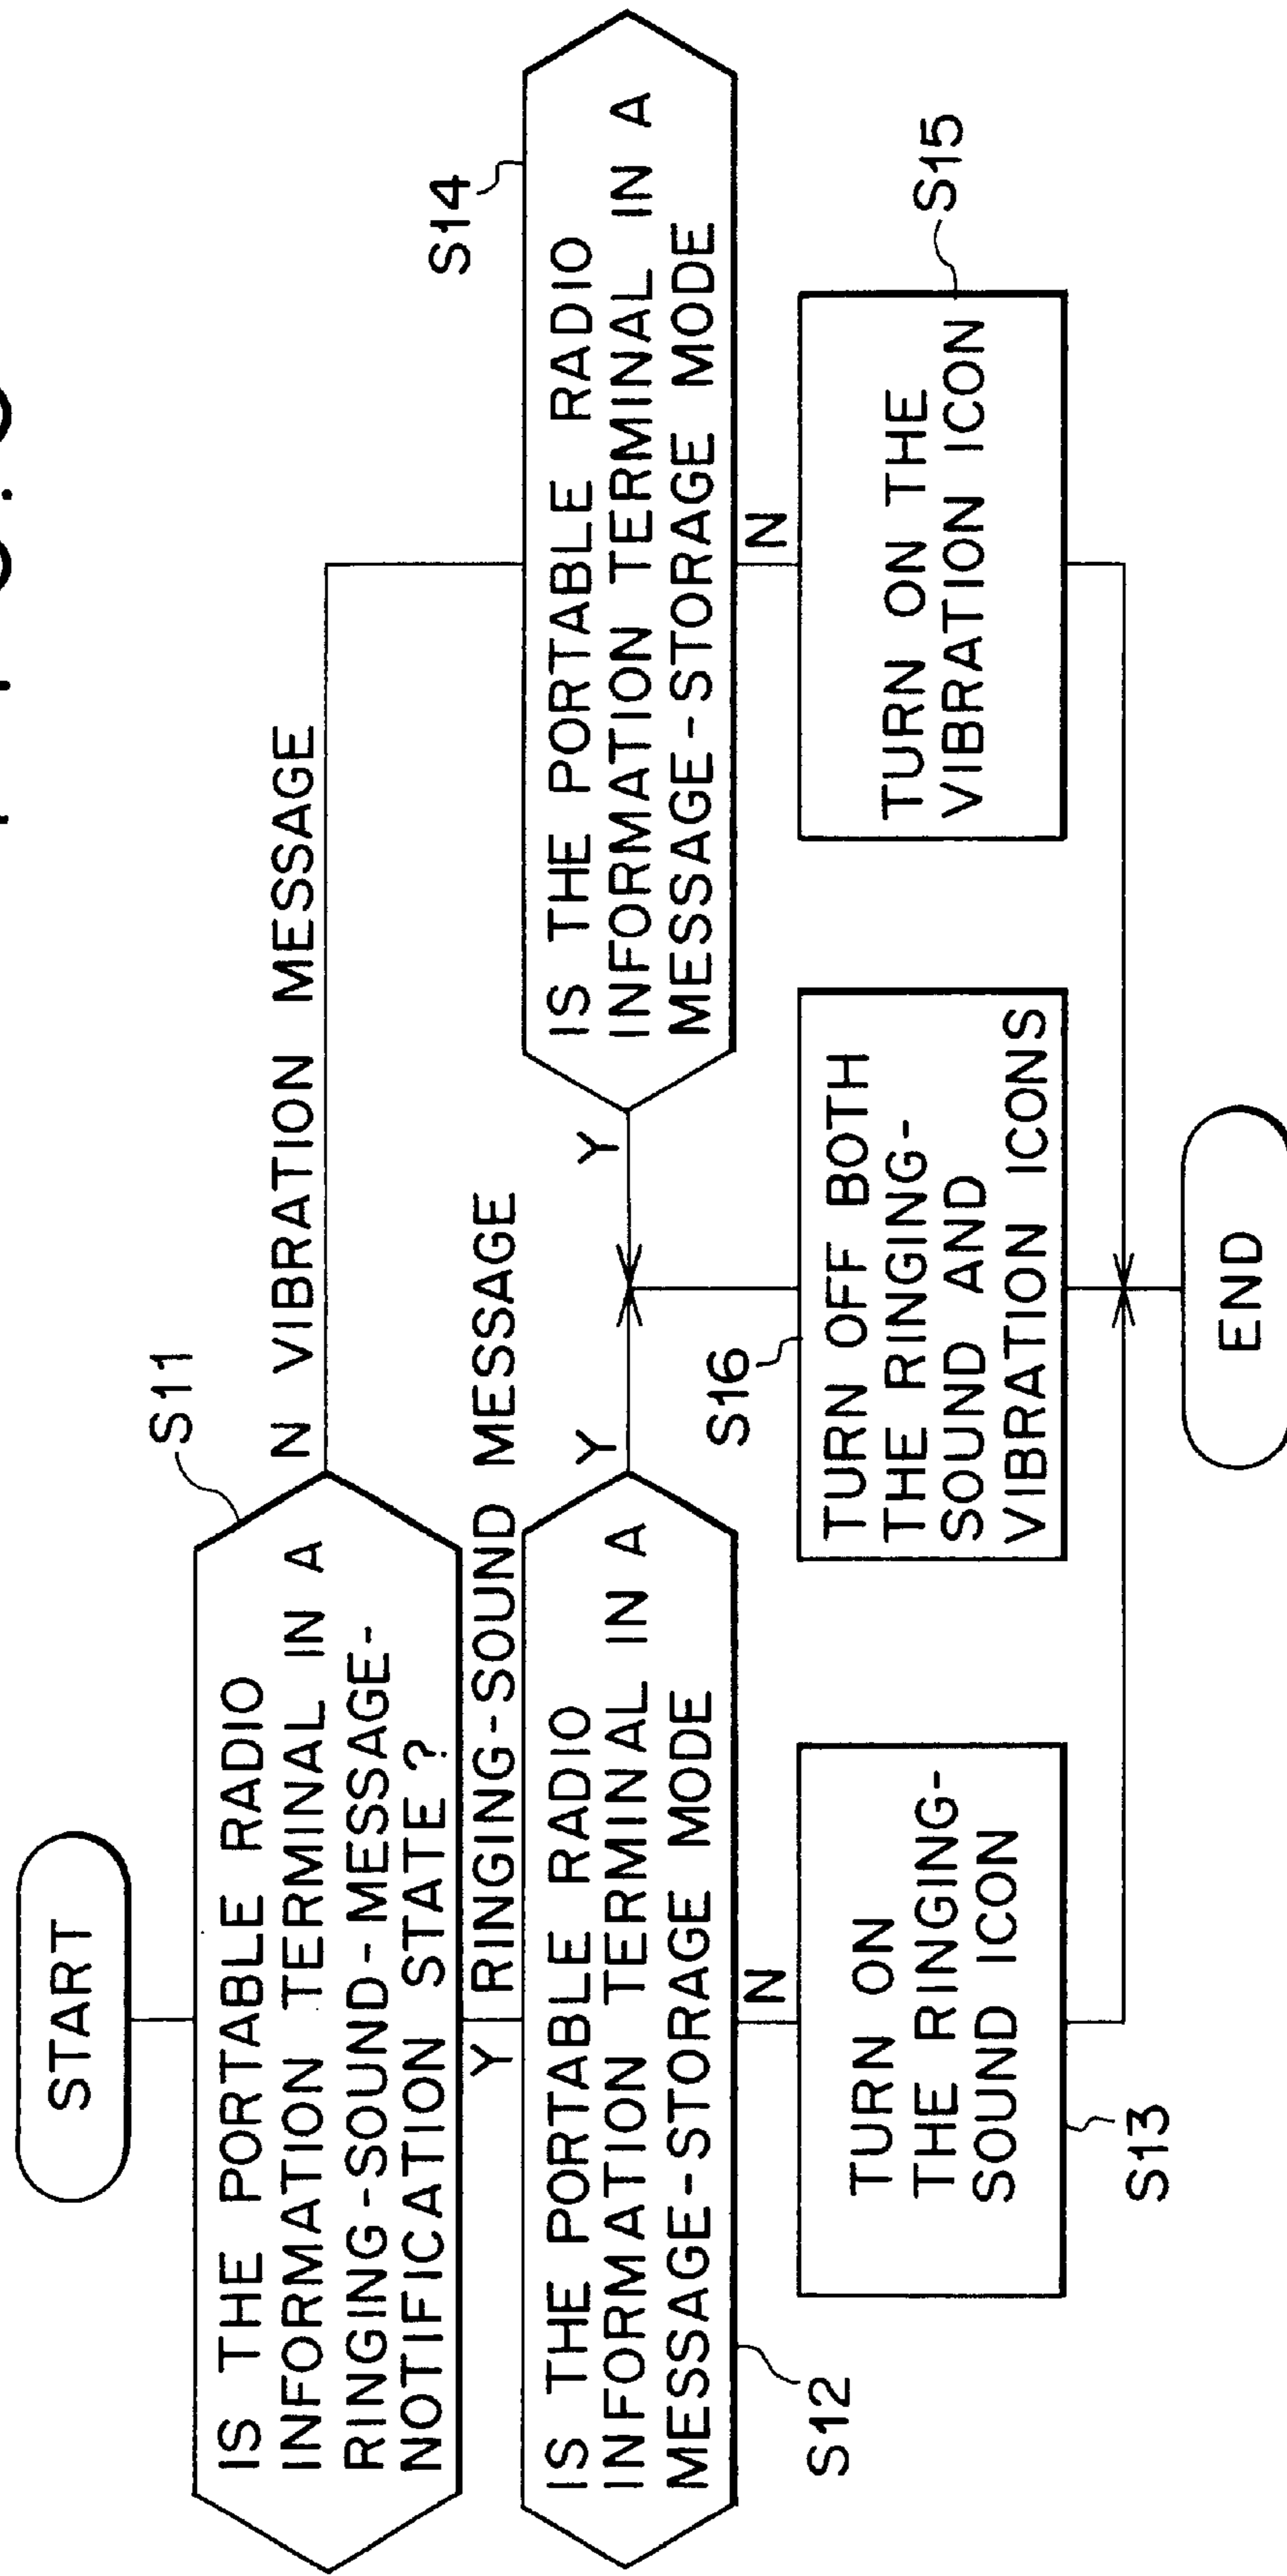 START
S11
IS THE PORTABLE RADIO
INFORMATION TERMINAL IN A
RINGING-SOUND-MESSAGE-
NOTIFICATION STATE?
N VIBRATION MESSAGE
Y RINGING-SOUND MESSAGE
S12
IS THE PORTABLE RADIO
INFORMATION TERMINAL IN A
MESSAGE-STORAGE MODE
Y
N
S14
IS THE PORTABLE RADIO
INFORMATION TERMINAL IN A
MESSAGE-STORAGE MODE
Y
N
TURN ON
THE RINGING-
SOUND ICON
S13
S16
TURN OFF BOTH
THE RINGING-
SOUND AND
VIBRATION ICONS
S15
TURN ON THE
VIBRATION ICON
END